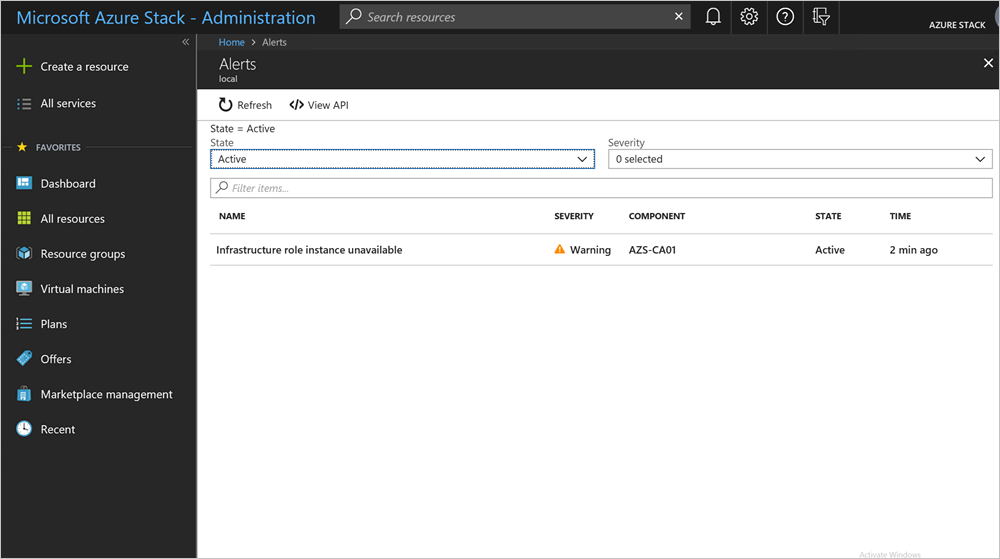 Microsoft Azure Stack - Administration
Search resources
AZURE STACK
Home > Alerts
Create a resource
Alerts
local
All services
Refresh
</> View API
State = Active
State
Severity
FAVORITES
Active
0 selected
Dashboard
Filter items...
All resources
NAME SEVERITY COMPONENT STATE TIME
Resource groups
Infrastructure role instance unavailable Warning AZS-CA01 Active 2 min ago
Virtual machines
Plans
Offers
Marketplace management
Recent
Activate Windows